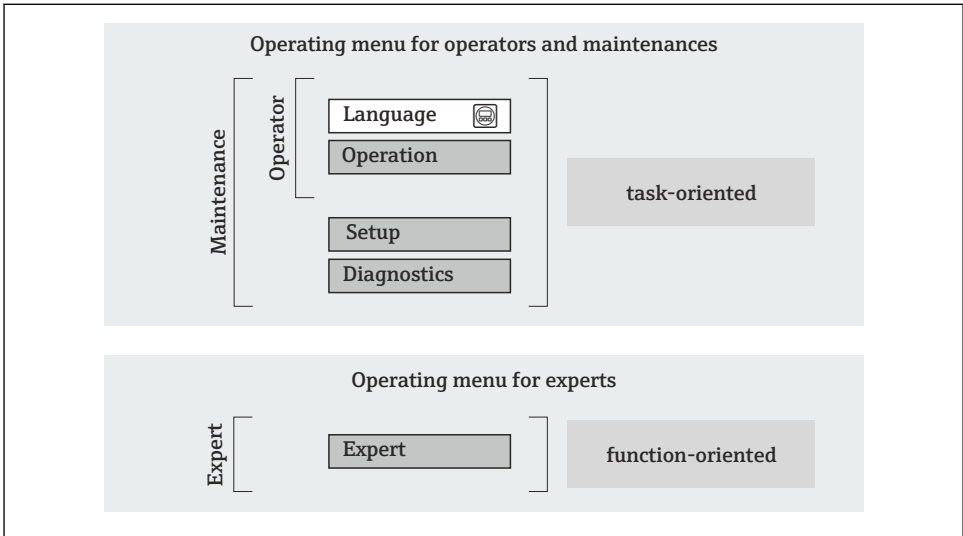 Operating menu for operators and maintenances
Maintenance
Operator
Language
Operation
Setup
Diagnostics
task-oriented
Operating menu for experts
Expert
Expert
function-oriented